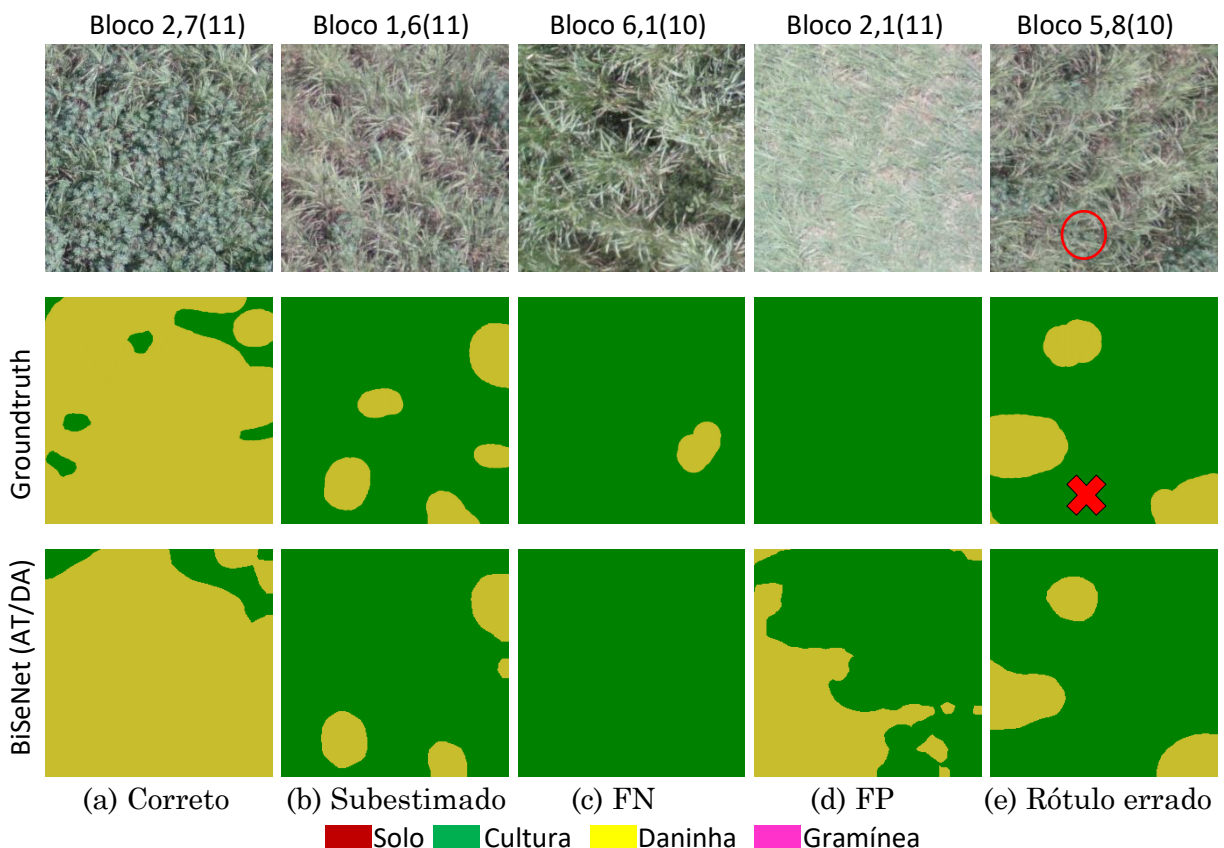 Bloco 2,7(11) Bloco 1,6(11) Bloco 6,1(10) Bloco 2,1(11) Bloco 5,8(10)
Groundtruth
BiSeNet (AT/DA)
(a) Correto (b) Subestimado (c) FN (d) FP (e) Rótulo errado
Solo Cultura Daninha Gramínea